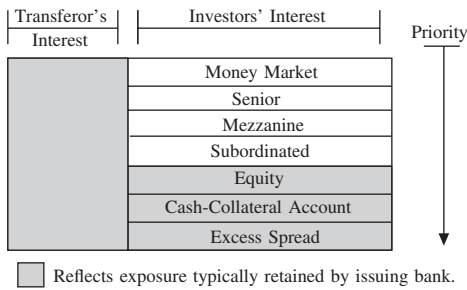 Transferor's
Interest
Investors' Interest
Priority
Money Market
Senior
Mezzanine
Subordinated
Equity
Cash-Collateral Account
Excess Spread
Reflects exposure typically retained by issuing bank.